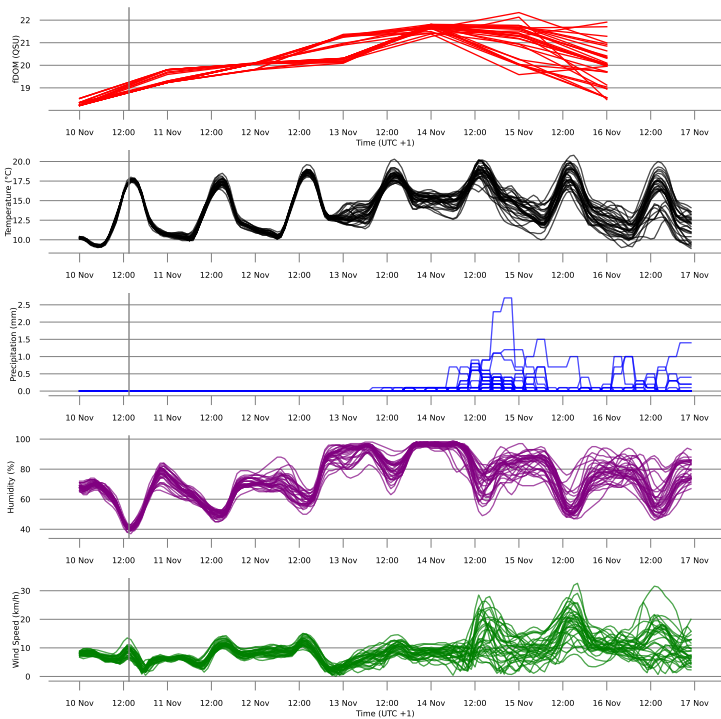 fDOM (QSU)
22
21
20
19
10 Nov 12:00 11 Nov 12:00 12 Nov 12:00 13 Nov 12:00 14 Nov 12:00 15 Nov 12:00 16 Nov 12:00 17 Nov
Time (UTC +1)
Temperature (°C)
20.0
17.5
15.0
12.5
10.0
10 Nov 12:00 11 Nov 12:00 12 Nov 12:00 13 Nov 12:00 14 Nov 12:00 15 Nov 12:00 16 Nov 12:00 17 Nov
Precipitation (mm)
2.5
2.0
1.5
1.0
0.5
0.0
10 Nov 12:00 11 Nov 12:00 12 Nov 12:00 13 Nov 12:00 14 Nov 12:00 15 Nov 12:00 16 Nov 12:00 17 Nov
Humidity (%)
100
80
60
40
10 Nov 12:00 11 Nov 12:00 12 Nov 12:00 13 Nov 12:00 14 Nov 12:00 15 Nov 12:00 16 Nov 12:00 17 Nov
Wind Speed (km/h)
30
20
10
0
10 Nov 12:00 11 Nov 12:00 12 Nov 12:00 13 Nov 12:00 14 Nov 12:00 15 Nov 12:00 16 Nov 12:00 17 Nov
Time (UTC +1)